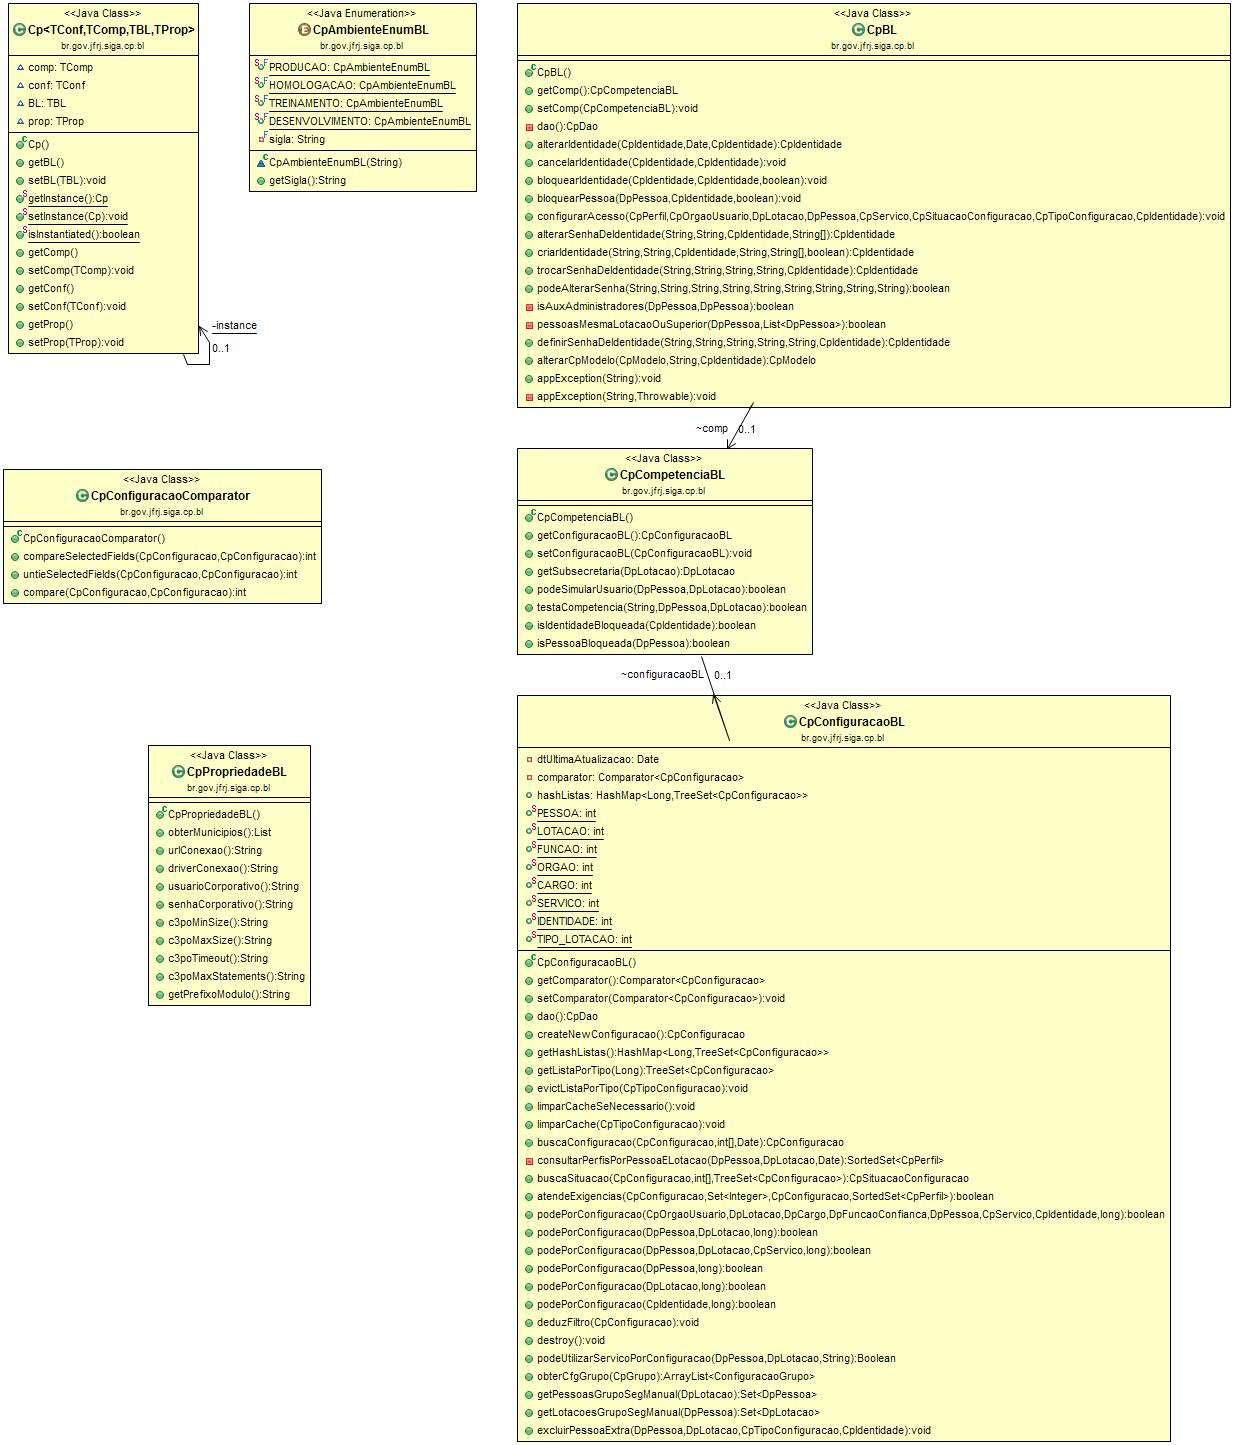 <<Java Class>>
Cp<TConf,TComp,TBL,TProp>
br.gov.jfrj.siga.cp.bl
comp: TComp
conf: TConf
BL: TBL
prop: TProp
Cp()
getBL()
setBL(TBL):void
getInstance():Cp
setInstance(Cp):void
isInstantiated():boolean
getComp()
setComp(TComp):void
getConf()
setConf(TConf):void
getProp()
setProp(TProp):void
-instance
0..1
<<Java Enumeration>>
CpAmbienteEnumBL
br.gov.jfrj.siga.cp.bl
PRODUCAO: CpAmbienteEnumBL
HOMOLOGACAO: CpAmbienteEnumBL
TREINAMENTO: CpAmbienteEnumBL
DESENVOLVIMENTO: CpAmbienteEnumBL
sigla: String
CpAmbienteEnumBL(String)
getSigla():String
<<Java Class>>
CpBL
br.gov.jfrj.siga.cp.bl
CpBL()
getComp():CpCompetenciaBL
setComp(CpCompetenciaBL):void
dao():CpDao
alterarIdentidade(CpIdentidade,Date,CpIdentidade):CpIdentidade
cancelarIdentidade(CpIdentidade,CpIdentidade):void
bloquearIdentidade(CpIdentidade,CpIdentidade,boolean):void
bloquearPessoa(DpPessoa,CpIdentidade,boolean):void
configurarAcesso(CpPerfil,CpOrgaoUsuario,DpLotacao,DpPessoa,CpServico,CpSituacaoConfiguracao,CpTipoConfiguracao,CpIdentidade):void
alterarSenhaDeIdentidade(String,String,CpIdentidade,String[]):CpIdentidade
criarIdentidade(String,String,CpIdentidade,String,String[],boolean):CpIdentidade
trocarSenhaDeIdentidade(String,String,String,String,CpIdentidade):CpIdentidade
podeAlterarSenha(String,String,String,String,String,String,String,String):boolean
isAuxAdministradores(DpPessoa,DpPessoa):boolean
pessoasMesmaLotacaoOuSuperior(DpPessoa,List<DpPessoa>):boolean
definirSenhaDeIdentidade(String,String,String,String,String,CpIdentidade):CpIdentidade
alterarCpModelo(CpModelo,String,CpIdentidade):CpModelo
appException(String):void
appException(String,Throwable):void
~comp
0..1
<<Java Class>>
CpCompetenciaBL
br.gov.jfrj.siga.cp.bl
CpCompetenciaBL()
getConfiguracaoBL():CpConfiguracaoBL
setConfiguracaoBL(CpConfiguracaoBL):void
getSubsecretaria(DpLotacao):DpLotacao
podeSimularUsuario(DpPessoa,DpLotacao):boolean
testaCompetencia(String,DpPessoa,DpLotacao):boolean
isIdentidadeBloqueada(CpIdentidade):boolean
isPessoaBloqueada(DpPessoa):boolean
<<Java Class>>
CpConfiguracaoComparator
br.gov.jfrj.siga.cp.bl
CpConfiguracaoComparator()
compareSelectedFields(CpConfiguracao,CpConfiguracao):int
untieSelectedFields(CpConfiguracao,CpConfiguracao):int
compare(CpConfiguracao,CpConfiguracao):int
~configuracaoBL
0..1
<<Java Class>>
CpPropriedadeBL
br.gov.jfrj.siga.cp.bl
CpPropriedadeBL()
obterMunicipios():List
urlConexao():String
driverConexao():String
usuarioCorporativo():String
senhaCorporativo():String
c3poMinSize():String
c3poMaxSize():String
c3poTimeout():String
c3poMaxStatements():String
getPrefixoModulo():String
<<Java Class>>
CpConfiguracaoBL
br.gov.jfrj.siga.cp.bl
dtUltimaAtualizacao: Date
comparator: Comparator<CpConfiguracao>
hashListas: HashMap<Long,TreeSet<CpConfiguracao>>
PESSOA: int
LOTACAO: int
FUNCAO: int
ORGAO: int
CARGO: int
SERVICO: int
IDENTIDADE: int
TIPO_LOTACAO: int
CpConfiguracaoBL()
getComparator():Comparator<CpConfiguracao>
setComparator(Comparator<CpConfiguracao>):void
dao():CpDao
createNewConfiguracao():CpConfiguracao
getHashListas():HashMap<Long,TreeSet<CpConfiguracao>>
getListaPorTipo(Long):TreeSet<CpConfiguracao>
evictListaPorTipo(CpTipoConfiguracao):void
limparCacheSeNecessario():void
limparCache(CpTipoConfiguracao):void
buscaConfiguracao(CpConfiguracao,int[],Date):CpConfiguracao
consultarPerfisPorPessoaELotacao(DpPessoa,DpLotacao,Date):SortedSet<CpPerfil>
buscaSituacao(CpConfiguracao,int[],TreeSet<CpConfiguracao>):CpSituacaoConfiguracao
atendeExigencias(CpConfiguracao,Set<Integer>,CpConfiguracao,SortedSet<CpPerfil>):boolean
podePorConfiguracao(CpOrgaoUsuario,DpLotacao,DpCargo,DpFuncaoConfianca,DpPessoa,CpServico,CpIdentidade,long):boolean
podePorConfiguracao(DpPessoa,DpLotacao,long):boolean
podePorConfiguracao(DpPessoa,DpLotacao,CpServico,long):boolean
podePorConfiguracao(DpPessoa,long):boolean
podePorConfiguracao(DpLotacao,long):boolean
podePorConfiguracao(CpIdentidade,long):boolean
deduzFiltro(CpConfiguracao):void
destroy():void
podeUtilizarServicoPorConfiguracao(DpPessoa,DpLotacao,String):Boolean
obterCfgGrupo(CpGrupo):ArrayList<ConfiguracaoGrupo>
getPessoasGrupoSegManual(DpLotacao):Set<DpPessoa>
getLotacoesGrupoSegManual(DpPessoa):Set<DpLotacao>
excluirPessoaExtra(DpPessoa,DpLotacao,CpTipoConfiguracao,CpIdentidade):void